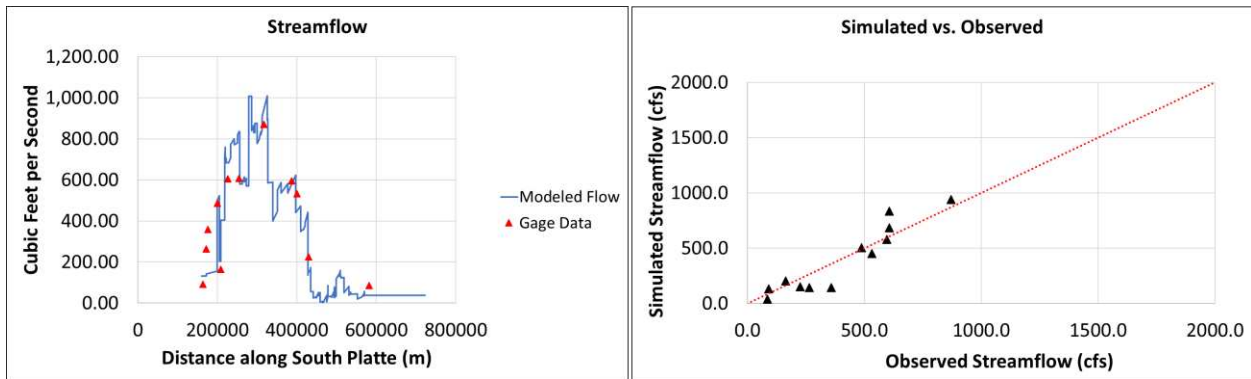 Streamflow
1,200.00
1,000.00
800.00
600.00
400.00
200.00
0.00
0
200000
400000
600000
800000
Cubic Feet per Second
Distance along South Platte (m)
Modeled Flow
Gage Data
Simulated vs. Observed
2000.0
1500.0
1000.0
500.0
0.0
0.0
500.0
1000.0
1500.0
2000.0
Simulated Streamflow (cfs)
Observed Streamflow (cfs)